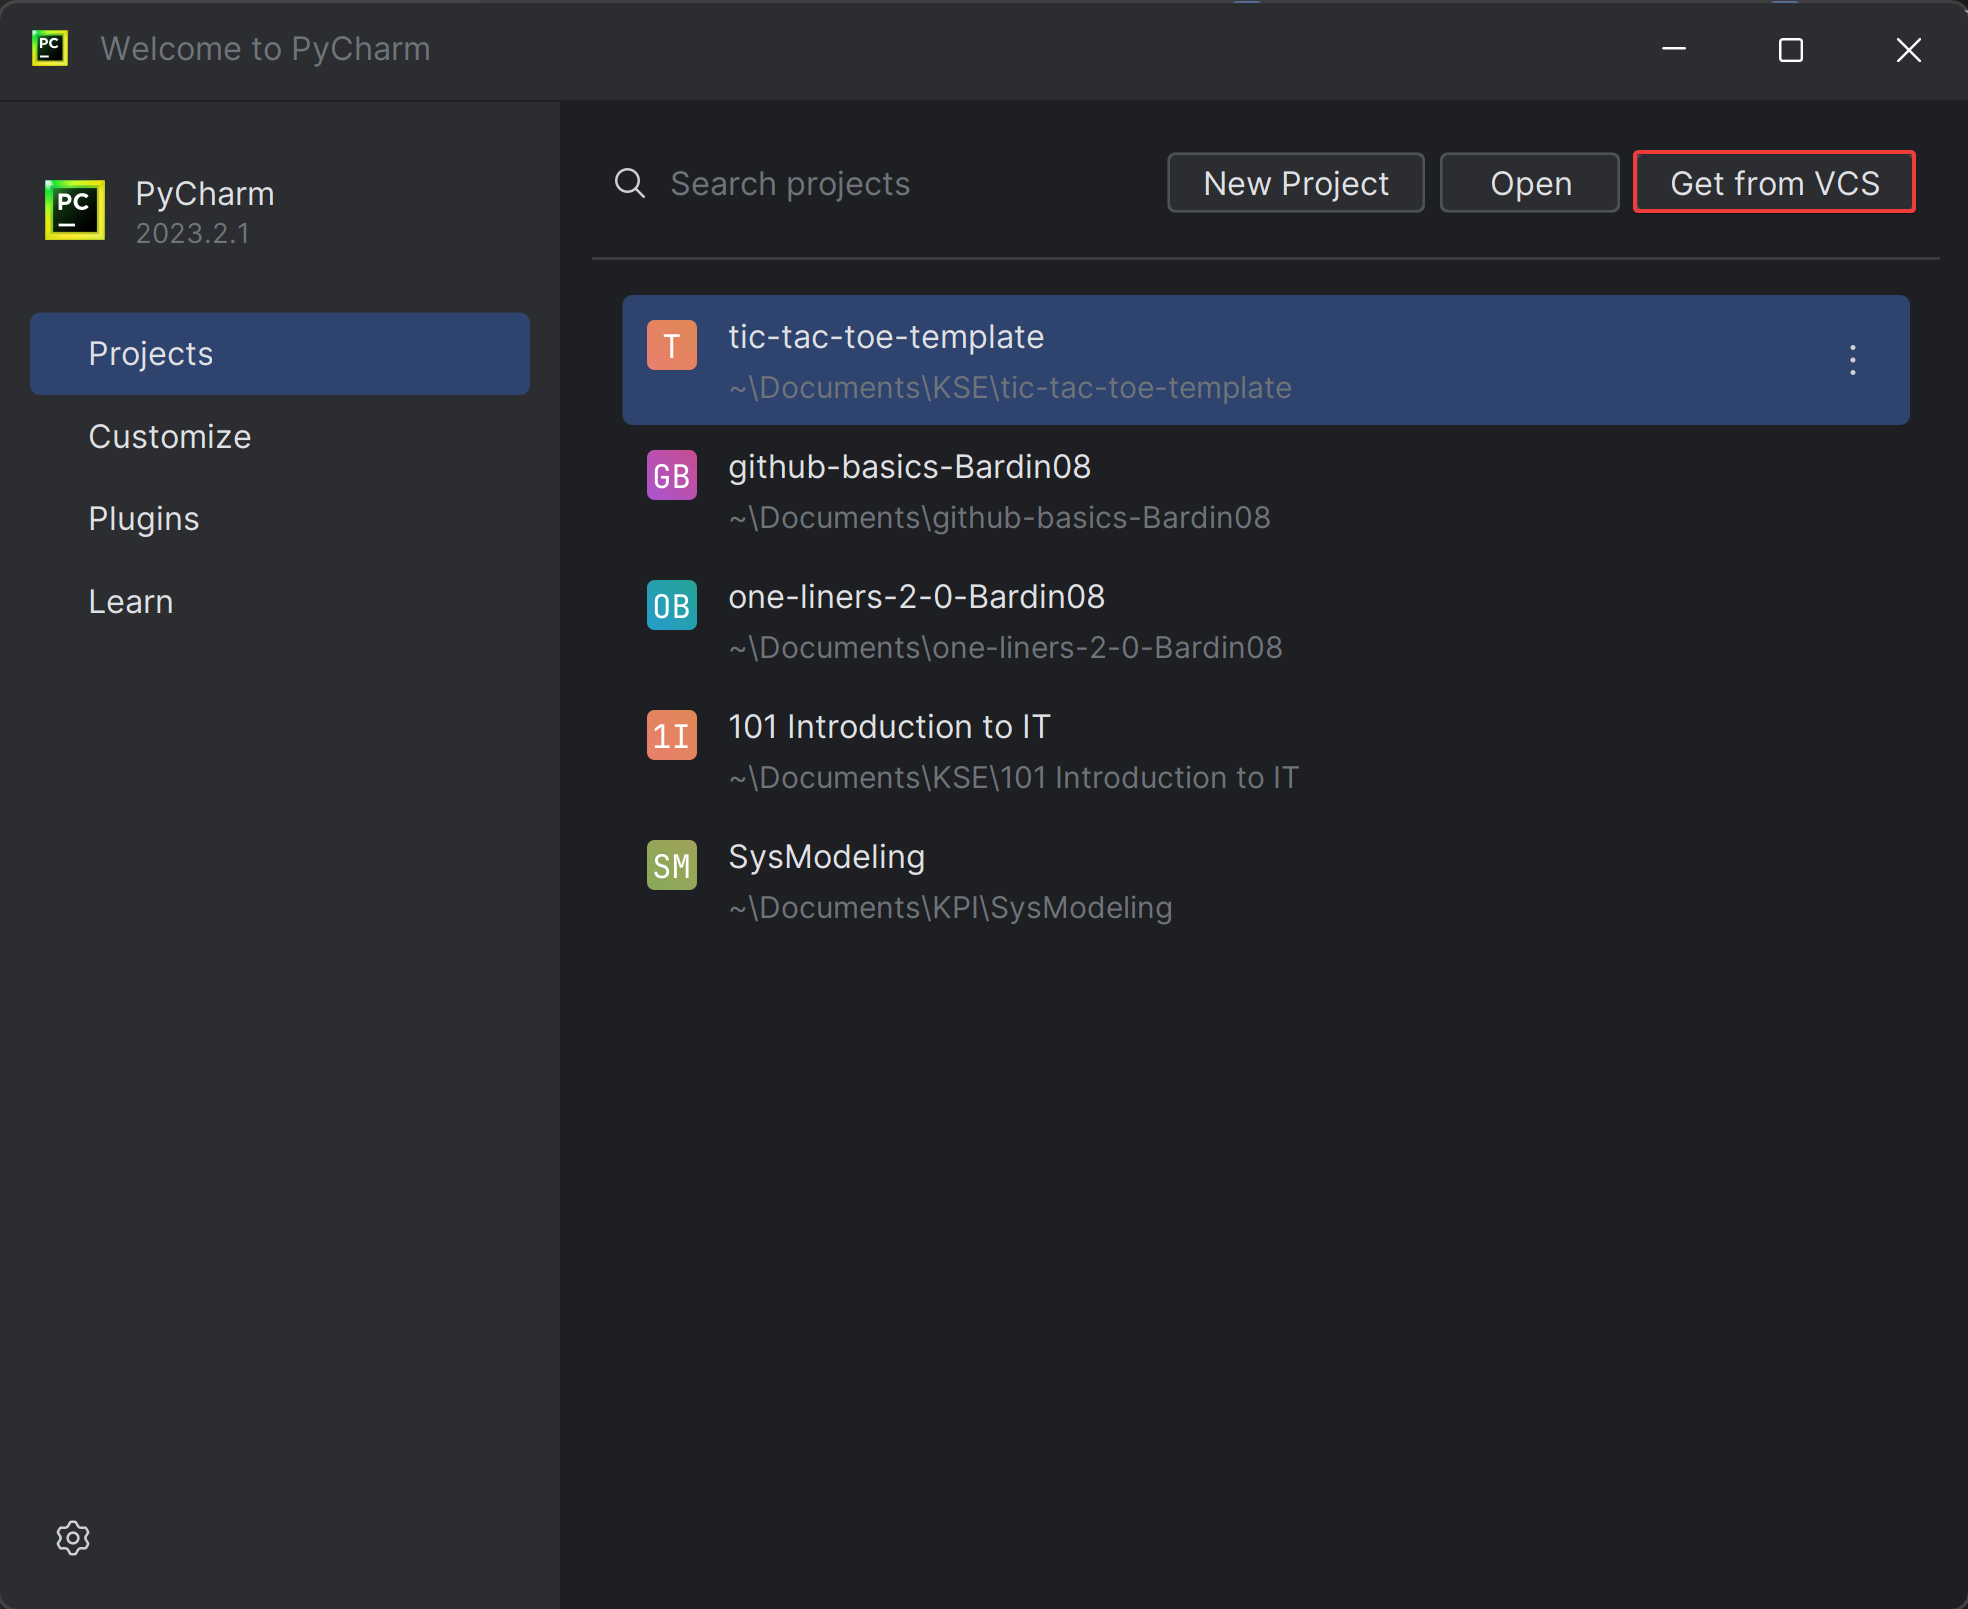 PC Welcome to PyCharm
PC PyCharm
2023.2.1
Projects
Customize
Plugins
Learn
Search projects New Project Open Get from VCS
T tic-tac-toe-template
~\Documents\KSE\tic-tac-toe-template
GB github-basics-Bardin08
~\Documents\github-basics-Bardin08
OB one-liners-2-0-Bardin08
~\Documents\one-liners-2-0-Bardin08
1I 101 Introduction to IT
~\Documents\KSE\101 Introduction to IT
SM SysModeling
~\Documents\KPI\SysModeling